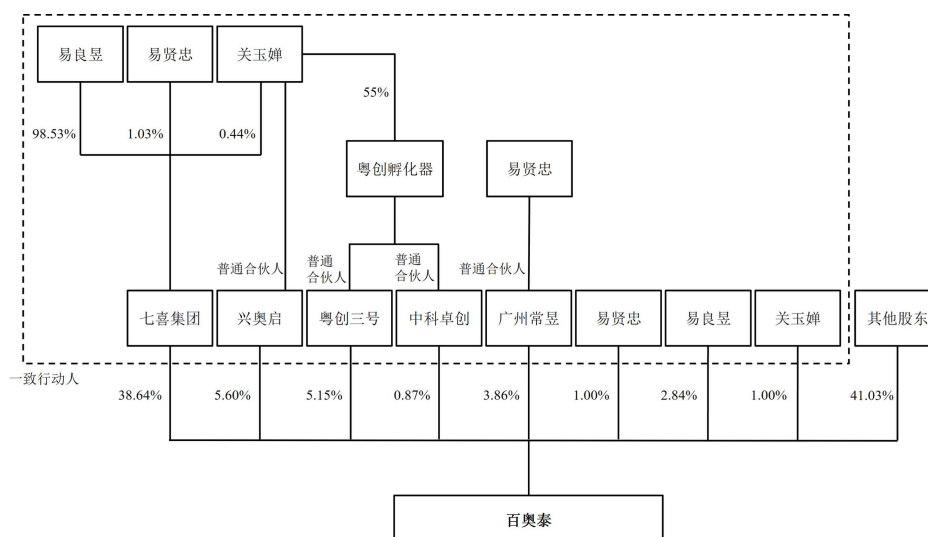 易良昱
易贤忠
关玉婵
55%
98.53%
1.03%
0.44%
粤创孵化器
易贤忠
普通合伙人
普通
合伙人
普通
合伙人
普通合伙人
七喜集团
兴奥启
粤创三号
中科卓创
广州常昱
易贤忠
易良昱
关玉婵
其他股东
一致行动人
38.64%
5.60%
5.15%
0.87%
3.86%
1.00%
2.84%
1.00%
41.03%
百奥泰